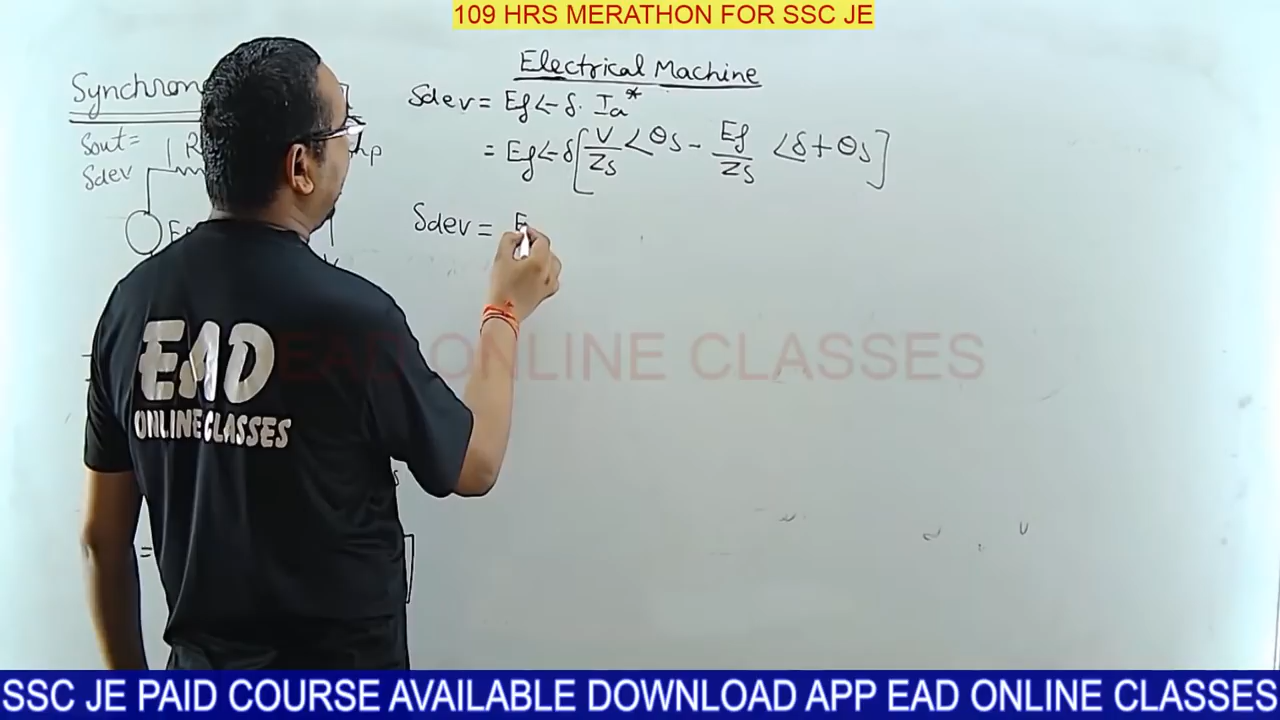 109 HRS MERATHON FOR SSC JE
Electrical Machine
Sout=
Sdev
Sdev = Ef∠-δ. Ia*
= Ef∠-δ[V/Zs∠θs - Ef/Zs ∠δ+θs]
Sdev = E
EAD
ONLINE CLASSES
EAD ONLINE CLASSES
SSC JE PAID COURSE AVAILABLE DOWNLOAD APP EAD ONLINE CLASSES